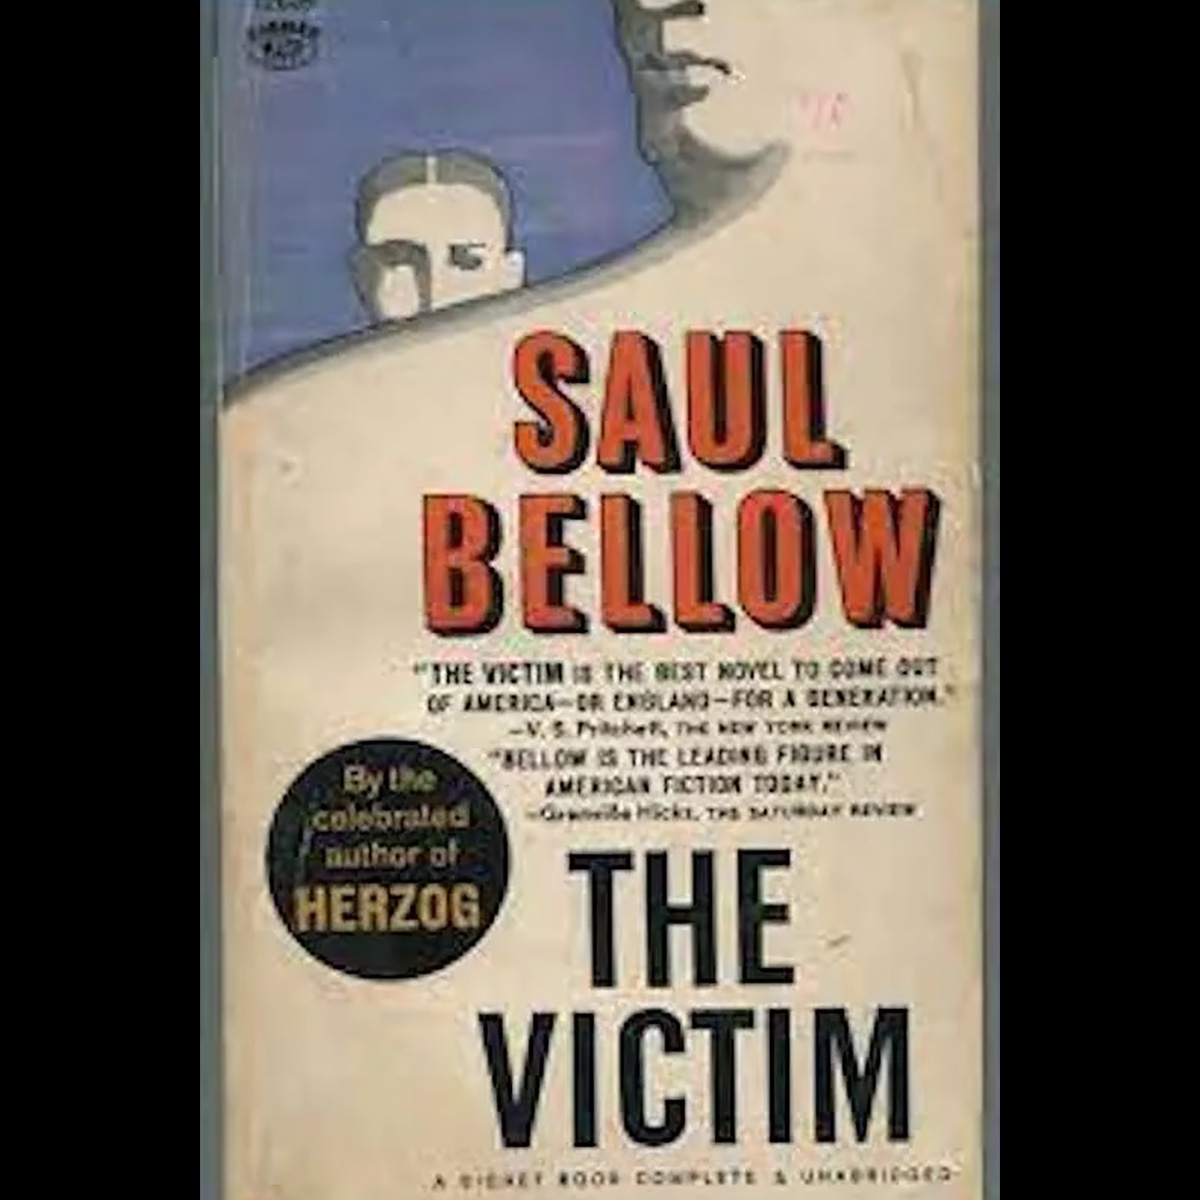 SIGNET
SAUL
BELLOW
"THE VICTIM IS THE BEST NOVEL TO COME OUT
OF AMERICA—OR ENGLAND—FOR A GENERATION."
—V. S. Pritchett, THE NEW YORK REVIEW
"BELLOW IS THE LEADING FIGURE IN
AMERICAN FICTION TODAY."
—Granville Hicks, THE SATURDAY REVIEW
By the
celebrated
author of
HERZOG
THE
VICTIM
A SIGNET BOOK COMPLETE & UNABRIDGED